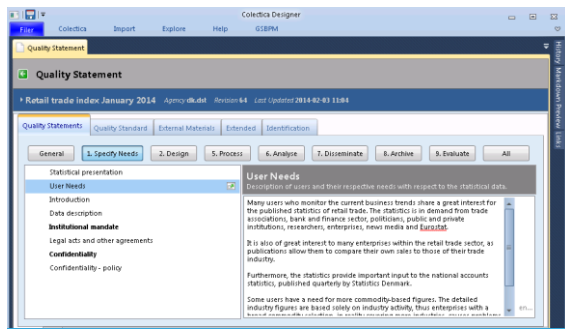 Colectica Designer
Filer Colectica Import Explore Help GSBPM
Quality Statement
Quality Statement
Retail trade index January 2014 Agency dk.dst Revision 64 Last Updated 2014-02-03 11:04
Quality Statements Quality Standard External Materials Extended Identification
General 1. Specify Needs 2. Design 5. Process 6. Analyse 7. Disseminate 8. Archive 9. Evaluate All
Statistical presentation
User Needs
Introduction
Data description
Institutional mandate
Legal acts and other agreements
Confidentiality
Confidentiality - policy
User Needs
Description of users and their respective needs with respect to the statistical data.
Many users who monitor the current business trends share a great interest for
the published statistics of retail trade. The statistics is in demand from trade
associations, bank and finance sector, politicians, public and private
institutions, researchers, enterprises, news media and Eurostat.
It is also of great interest to many enterprises within the retail trade sector, as
publications allow them to compare their own sales to those of their trade
industry.
Furthermore, the statistics provide important input to the national accounts
statistics, published quarterly by Statistics Denmark.
Some users have a need for more commodity-based figures. The detailed
industry figures are based solely on industry activity, thus enterprises with a
en...
History Markdown Preview Links